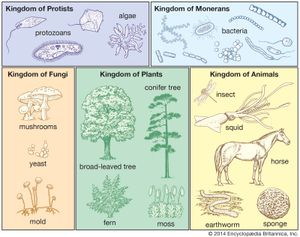 Kingdom of Protists
algae
protozoans
Kingdom of Monerans
bacteria
Kingdom of Fungi
mushrooms
yeast
mold
Kingdom of Plants
conifer tree
broad-leaved tree
fern
moss
Kingdom of Animals
insect
squid
horse
earthworm
sponge
© 2014 Encyclopædia Britannica, Inc.